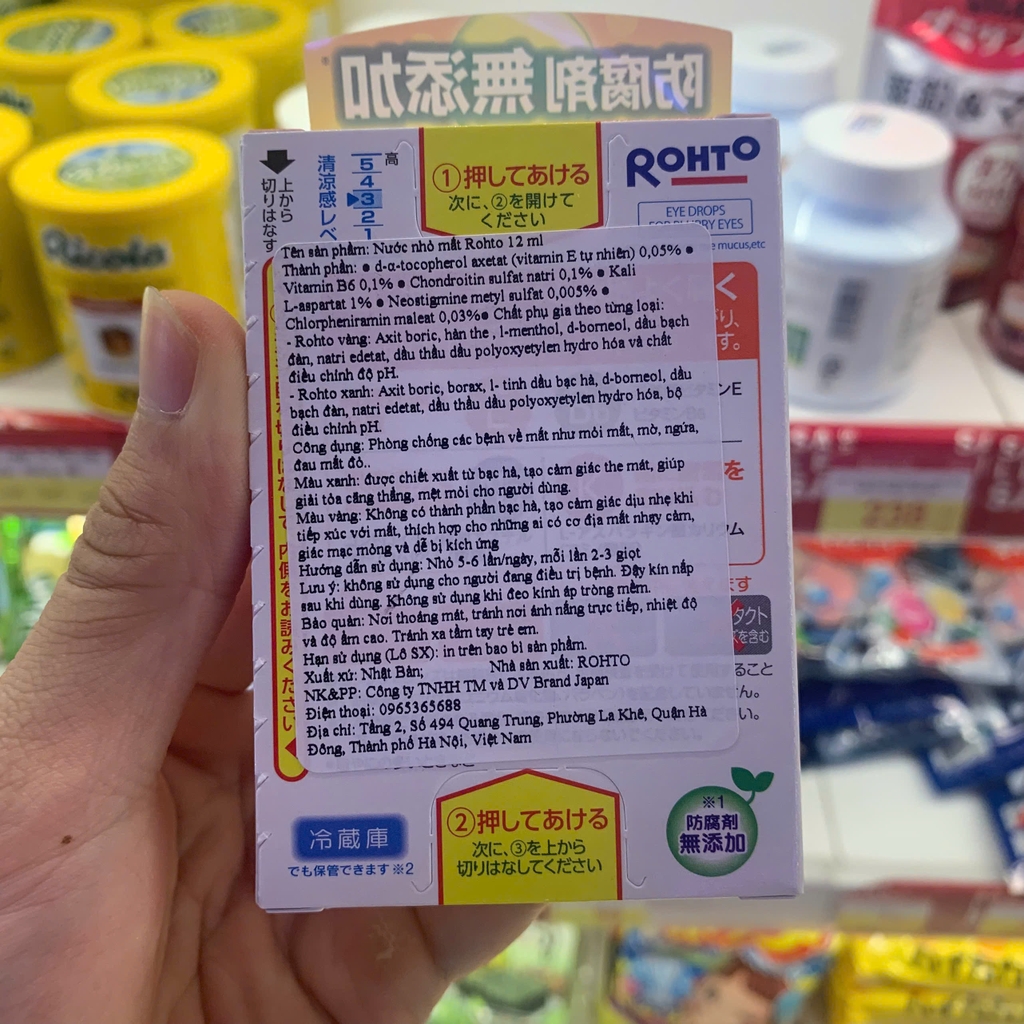 防腐剤無添加
上から
切りはなす
清涼感レベ
高
5
4
3
2
1
①押してあける
次に、②を開けて
ください
ROHTO
EYE DROPS
FOR BLURRY EYES
mucus,etc
Tên sản phẩm: Nước nhỏ mắt Rohto 12 ml
Thành phần: ● d-α-tocopherol axetat (vitamin E tự nhiên) 0,05% ●
Vitamin B6 0,1% ● Chondroitin sulfat natri 0,1% ● Kali
L-aspartat 1% ● Neostigmine metyl sulfat 0,005% ●
Chlorpheniramin maleat 0,03%● Chất phụ gia theo từng loại:
- Rohto vàng: Axit boric, hàn the , l-menthol, d-borneol, dầu bạch
đàn, natri edetat, dầu thầu dầu polyoxyetylen hydro hóa và chất
điều chỉnh độ pH.
- Rohto xanh: Axit boric, borax, l- tinh dầu bạc hà, d-borneol, dầu
bạch đàn, natri edetat, dầu thầu dầu polyoxyetylen hydro hóa, bộ
điều chỉnh pH.
Công dụng: Phòng chống các bệnh về mắt như mỏi mắt, mờ, ngứa,
đau mắt đỏ..
Màu xanh: được chiết xuất từ bạc hà, tạo cảm giác the mát, giúp
giải tỏa căng thẳng, mệt mỏi cho người dùng.
Màu vàng: Không có thành phần bạc hà, tạo cảm giác dịu nhẹ khi
tiếp xúc với mắt, thích hợp cho những ai có cơ địa mắt nhạy cảm,
giác mạc mỏng và dễ bị kích ứng
Hướng dẫn sử dụng: Nhỏ 5-6 lần/ngày, mỗi lần 2-3 giọt
Lưu ý: không sử dụng cho người đang điều trị bệnh. Đậy kín nắp
sau khi dùng. Không sử dụng khi đeo kính áp tròng mềm.
Bảo quản: Nơi thoáng mát, tránh nơi ánh nắng trực tiếp, nhiệt độ
và độ ẩm cao. Tránh xa tầm tay trẻ em.
Hạn sử dụng (Lô SX): in trên bao bì sản phẩm.
Xuất xứ: Nhật Bản; Nhà sản xuất: ROHTO
NK&PP: Công ty TNHH TM và DV Brand Japan
Điện thoại: 0965365688
Địa chỉ: Tầng 2, Số 494 Quang Trung, Phường La Khê, Quận Hà
Đông, Thành phố Hà Nội, Việt Nam
内側をお読みください
冷蔵庫
でも保管できます※2
②押してあける
次に、③を上から
切りはなしてください
※1
防腐剤
無添加
Ricola
238